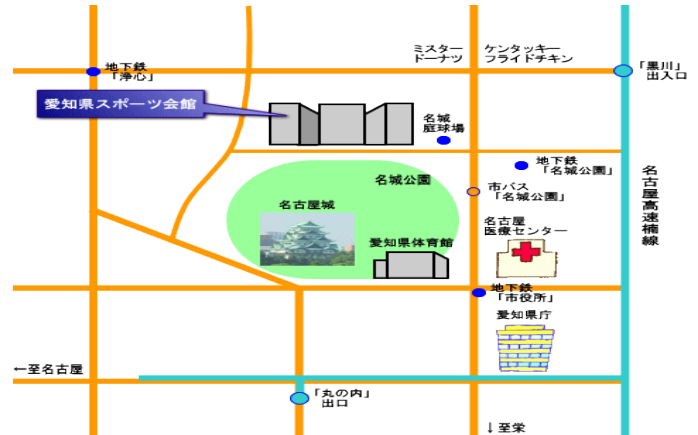 ミスター
ドーナツ
ケンタッキー
フライドチキン
地下鉄
「浄心」
「黒川」
出入口
愛知県スポーツ会館
名城
庭球場
地下鉄
「名城公園」
名城公園
市バス
「名城公園」
名古屋高速楠線
名古屋城
名古屋
医療センター
愛知県体育館
地下鉄
「市役所」
愛知県庁
←至名古屋
「丸の内」
出口
↓至栄